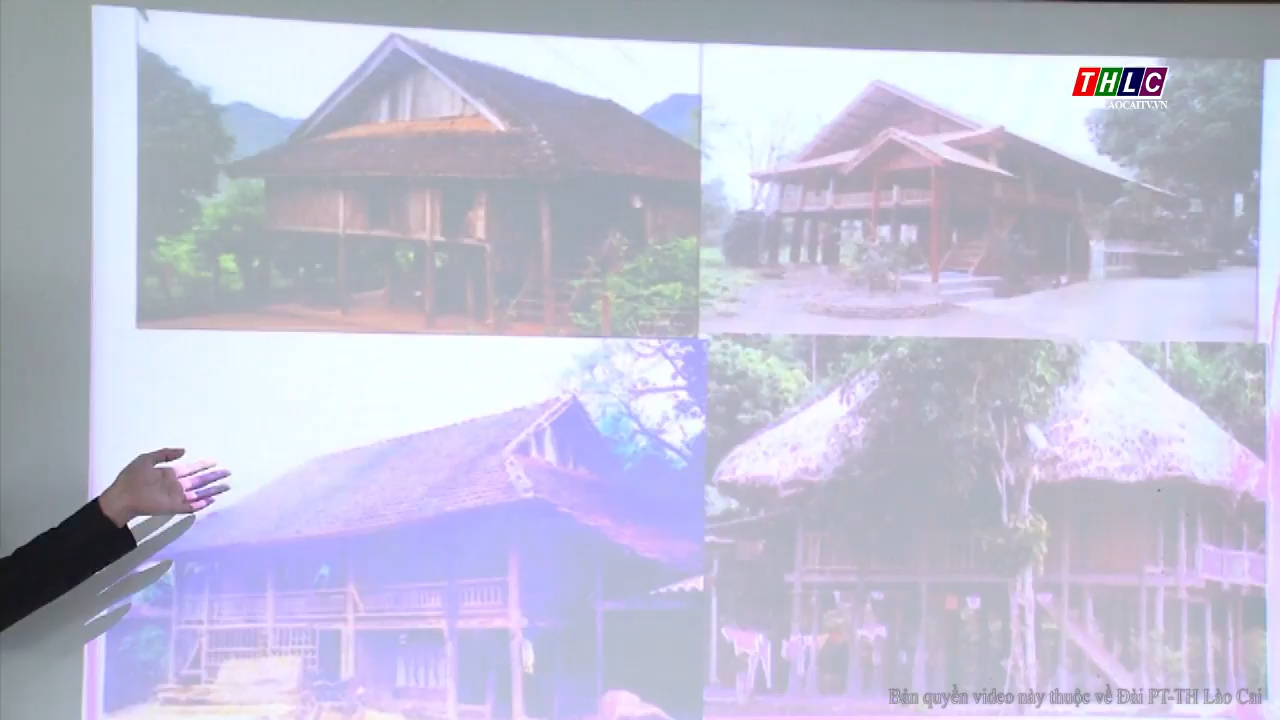 THLC
LAOCAITV.VN
Bản quyền video này thuộc về Đài PT-TH Lào Cai